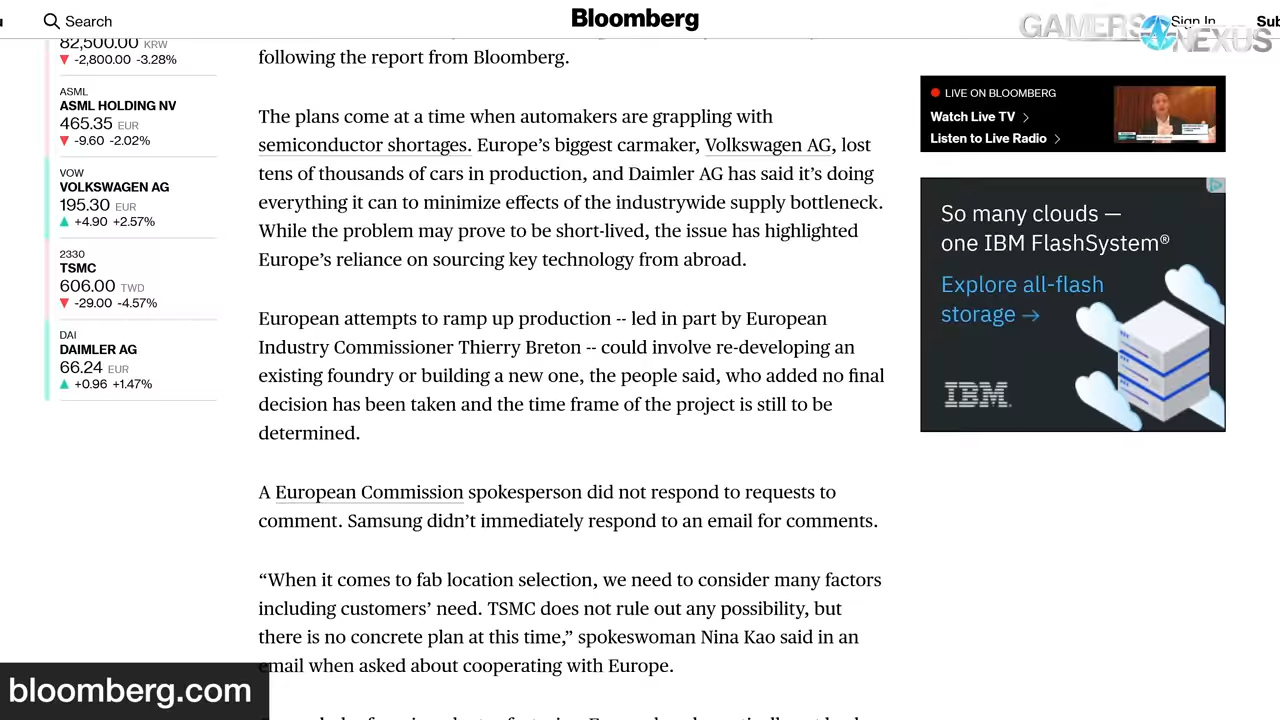 Search
Bloomberg
Sign In
Sub
GAMERS
NEXUS
82,500.00 KRW
-2,800.00 -3.28%
ASML
ASML HOLDING NV
465.35 EUR
-9.60 -2.02%
VOW
VOLKSWAGEN AG
195.30 EUR
+4.90 +2.57%
2330
TSMC
606.00 TWD
-29.00 -4.57%
DAI
DAIMLER AG
66.24 EUR
+0.96 +1.47%
following the report from Bloomberg.
The plans come at a time when automakers are grappling with
semiconductor shortages. Europe’s biggest carmaker, Volkswagen AG, lost
tens of thousands of cars in production, and Daimler AG has said it’s doing
everything it can to minimize effects of the industrywide supply bottleneck.
While the problem may prove to be short-lived, the issue has highlighted
Europe’s reliance on sourcing key technology from abroad.
European attempts to ramp up production -- led in part by European
Industry Commissioner Thierry Breton -- could involve re-developing an
existing foundry or building a new one, the people said, who added no final
decision has been taken and the time frame of the project is still to be
determined.
A European Commission spokesperson did not respond to requests to
comment. Samsung didn’t immediately respond to an email for comments.
“When it comes to fab location selection, we need to consider many factors
including customers’ need. TSMC does not rule out any possibility, but
there is no concrete plan at this time,” spokeswoman Nina Kao said in an
email when asked about cooperating with Europe.
LIVE ON BLOOMBERG
Watch Live TV
Listen to Live Radio
So many clouds —
one IBM FlashSystem®
Explore all-flash
storage →
IBM.
bloomberg.com